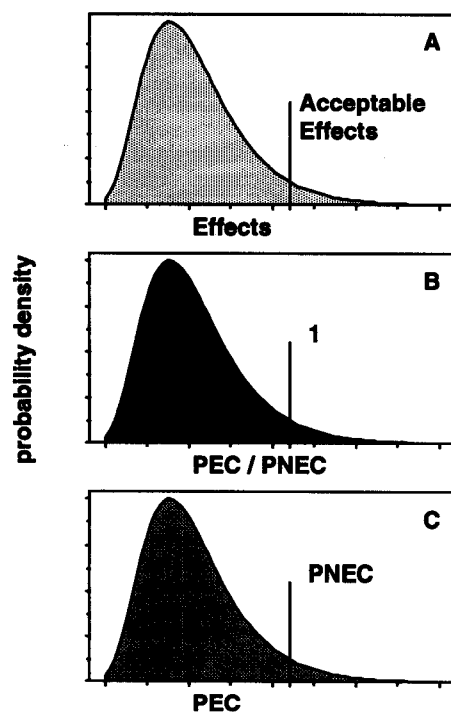 A
Acceptable
Effects
Effects
probability density
B
1
PEC / PNEC
C
PNEC
PEC